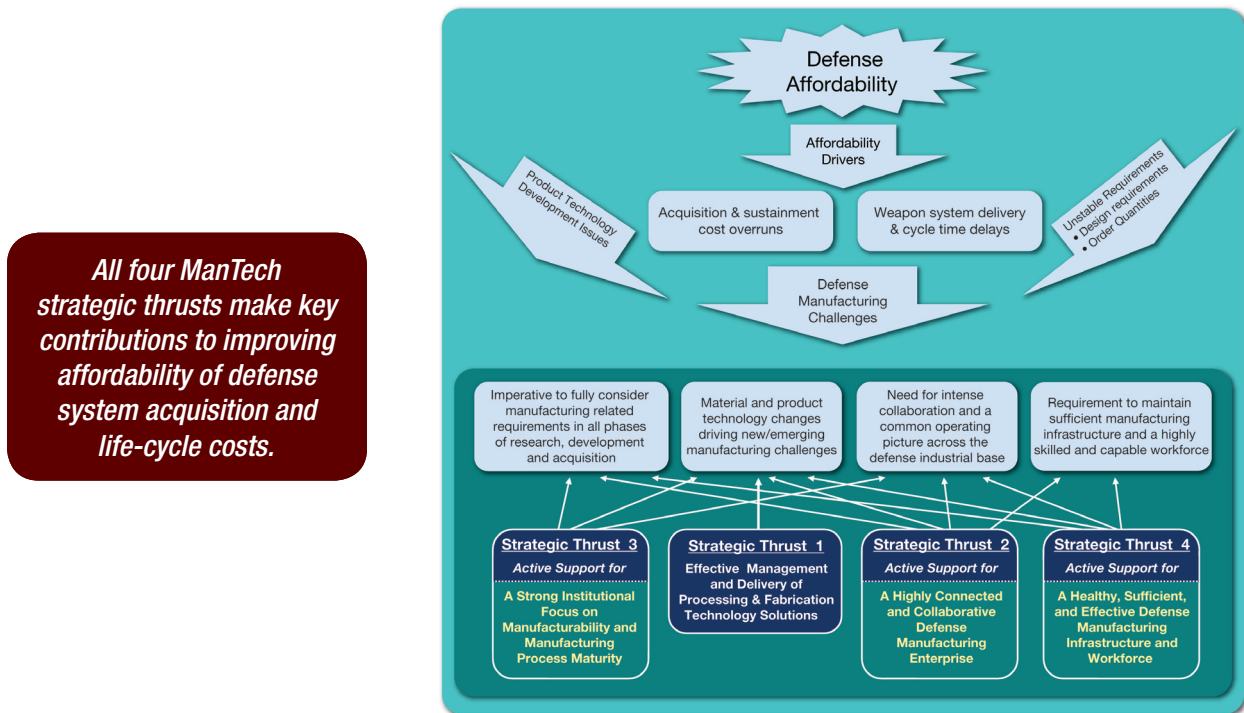 All four ManTech
strategic thrusts make key
contributions to improving
affordability of defense
system acquisition and
life-cycle costs.
Defense
Affordability
Affordability
Drivers
Product Technology
Development Issues
Acquisition & sustainment
cost overruns
Weapon system delivery
& cycle time delays
Unstable Requirements
• Design requirements
• Order Quantities
Defense
Manufacturing
Challenges
Imperative to fully consider
manufacturing related
requirements in all phases
of research, development
and acquisition
Material and product
technology changes
driving new/emerging
manufacturing challenges
Need for intense
collaboration and a
common operating
picture across the
defense industrial base
Requirement to maintain
sufficient manufacturing
infrastructure and a highly
skilled and capable workforce
Strategic Thrust 3
Active Support for
A Strong Institutional
Focus on
Manufacturability and
Manufacturing
Process Maturity
Strategic Thrust 1
Effective Management
and Delivery of
Processing & Fabrication
Technology Solutions
Strategic Thrust 2
Active Support for
A Highly Connected
and Collaborative
Defense
Manufacturing
Enterprise
Strategic Thrust 4
Active Support for
A Healthy, Sufficient,
and Effective Defense
Manufacturing
Infrastructure and
Workforce